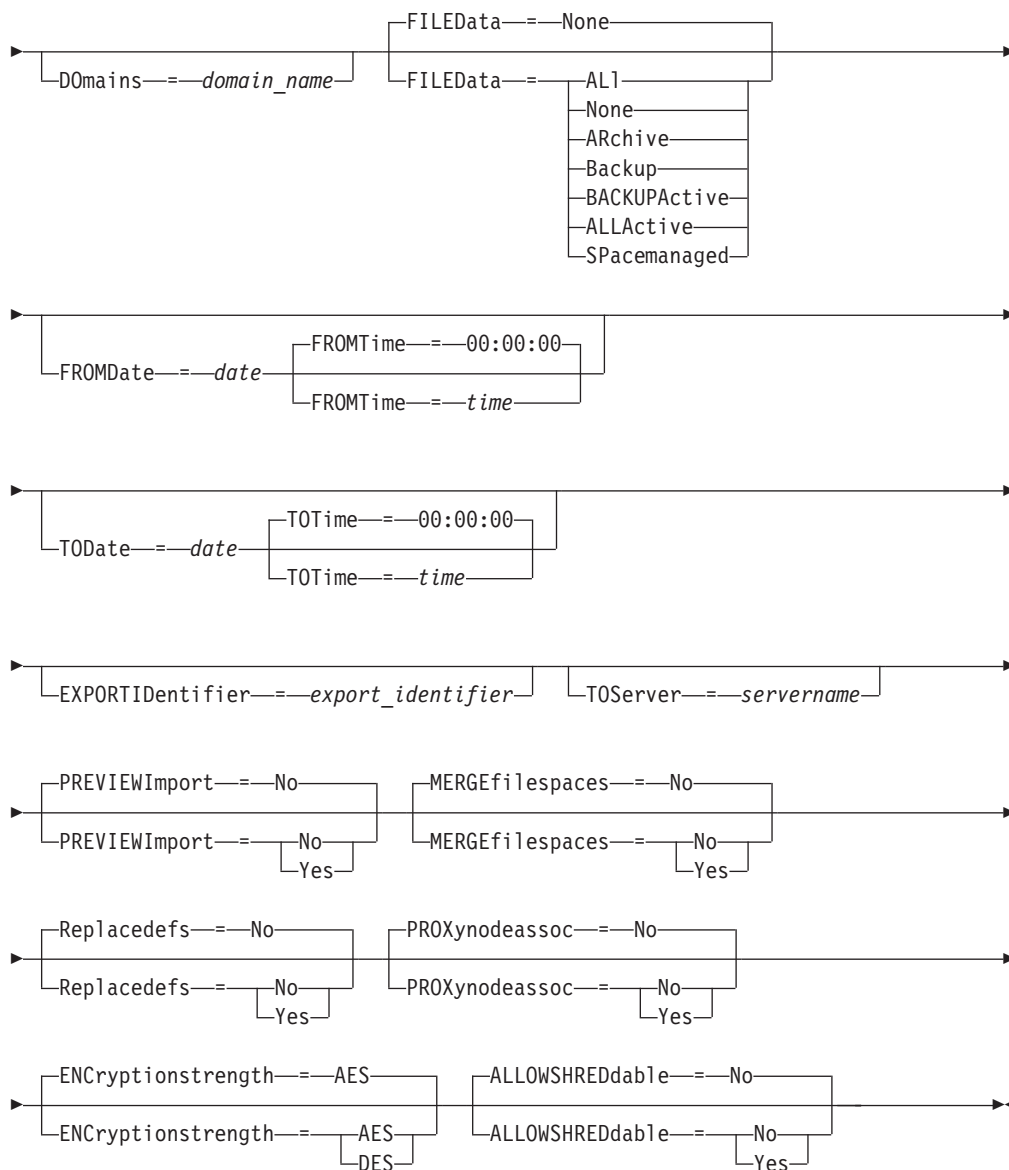 FILEData = None
DOmains = domain_name FILEData = ALl
None
ARchive
Backup
BACKUPActive
ALLActive
SPacemanaged
FROMTime = 00:00:00
FROMDate = date
FROMTime = time
TOTime = 00:00:00
TODate = date
TOTime = time
EXPORTIDentifier = export_identifier TOServer = servername
PREVIEWImport = No MERGEfilespaces = No
PREVIEWImport = No MERGEfilespaces = No
Yes Yes
Replacedefs = No PROXynodeassoc = No
Replacedefs = No PROXynodeassoc = No
Yes Yes
ENCryptionstrength = AES ALLOWSHREDdable = No
ENCryptionstrength = AES ALLOWSHREDdable = No
DES Yes